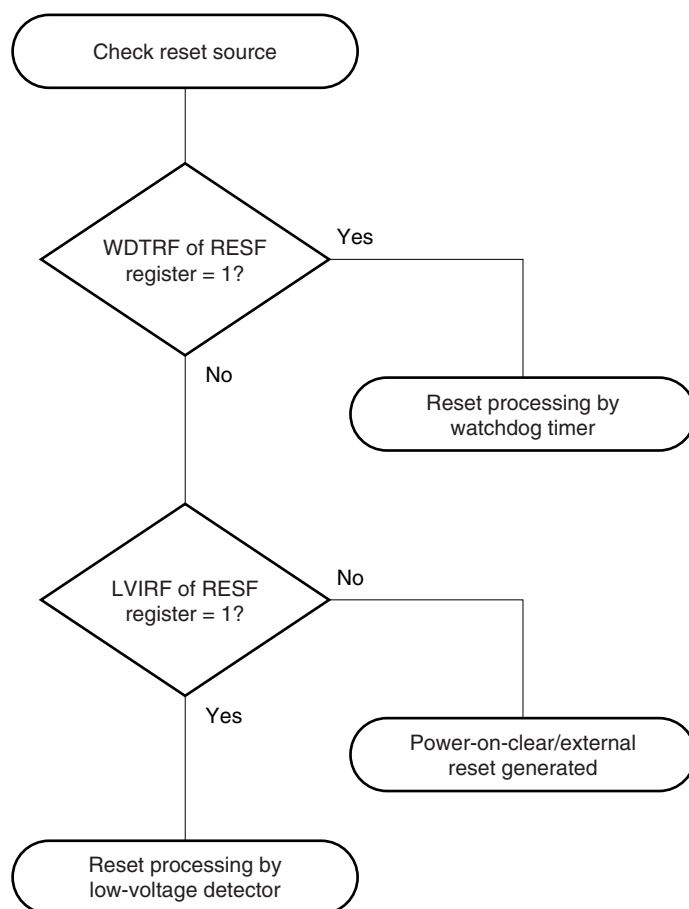 Check reset source
WDTRF of RESF
register = 1?
Yes
No
Reset processing by
watchdog timer
LVIRF of RESF
register = 1?
No
Yes
Power-on-clear/external
reset generated
Reset processing by
low-voltage detector